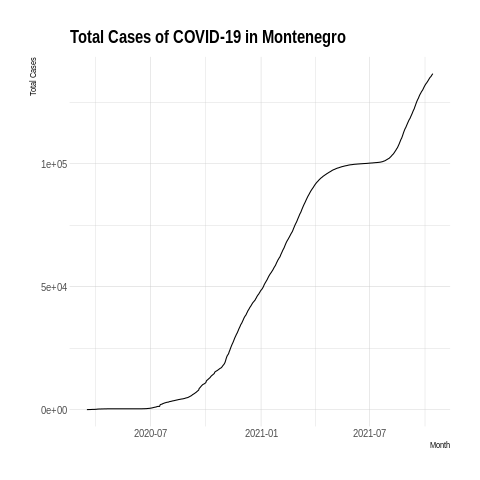 Total Cases of COVID-19 in Montenegro
Total Cases
1e+05
5e+04
0e+00
2020-07 2021-01 2021-07
Month